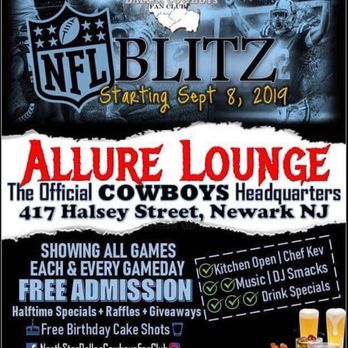 FAN CLUB
NFL
BLITZ
Starting Sept 8, 2019
ALLURE LOUNGE
The Official COWBOYS Headquarters
417 Halsey Street, Newark NJ
SHOWING ALL GAMES
EACH & EVERY GAMEDAY
FREE ADMISSION
Halftime Specials + Raffles + Giveaways
Free Birthday Cake Shots
Kitchen Open | Chef Kev
Music | DJ Smacks
Drink Specials